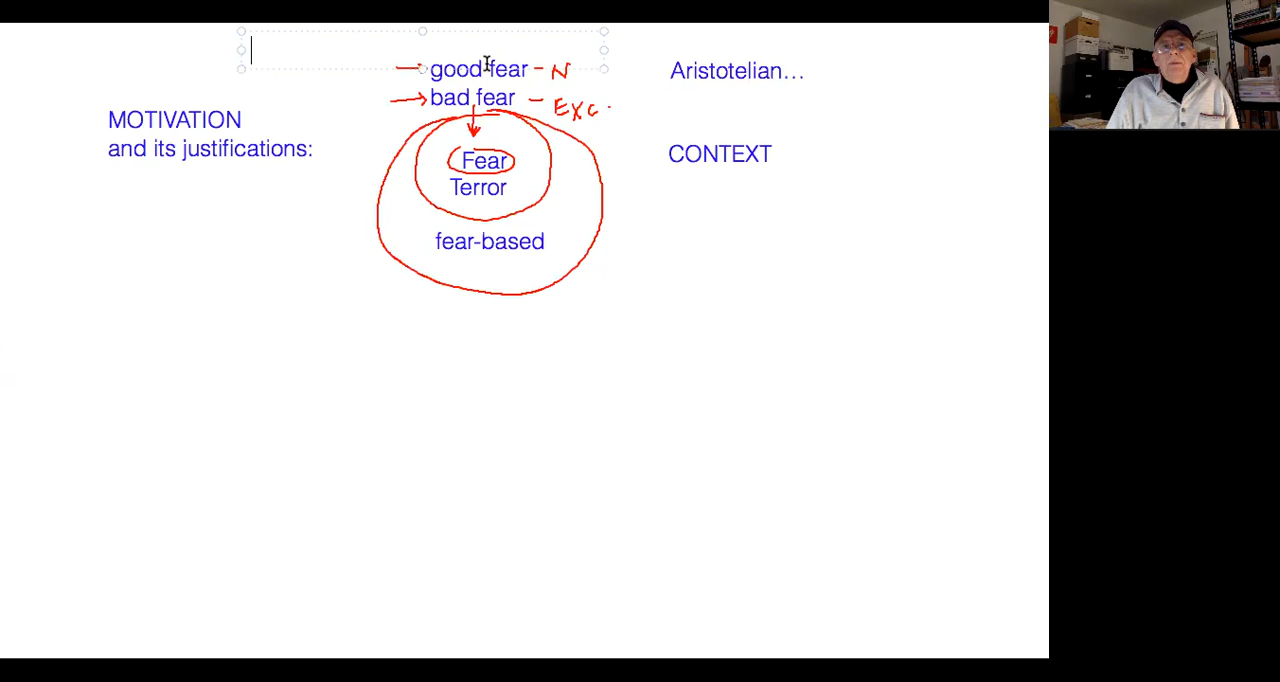 good fear - N
bad fear - Exc.
MOTIVATION
and its justifications:
Fear
Terror
fear-based
Aristotelian...
CONTEXT